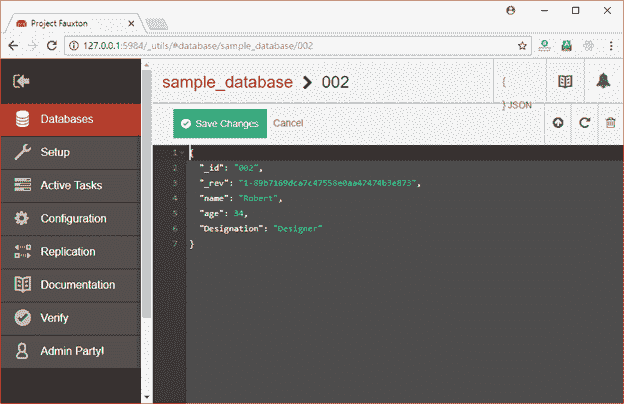 Project Fauxton
127.0.0.1:5984/_utils/#database/sample_database/002
sample_database > 002
{
} JSON
Databases
Setup
Active Tasks
Configuration
Replication
Documentation
Verify
Admin Party!
Save Changes
Cancel
1 {
2 "_id": "002",
3 "_rev":
4 "name": "Robert",
5 "age": 34,
6 "Designation": "Designer"
7 }